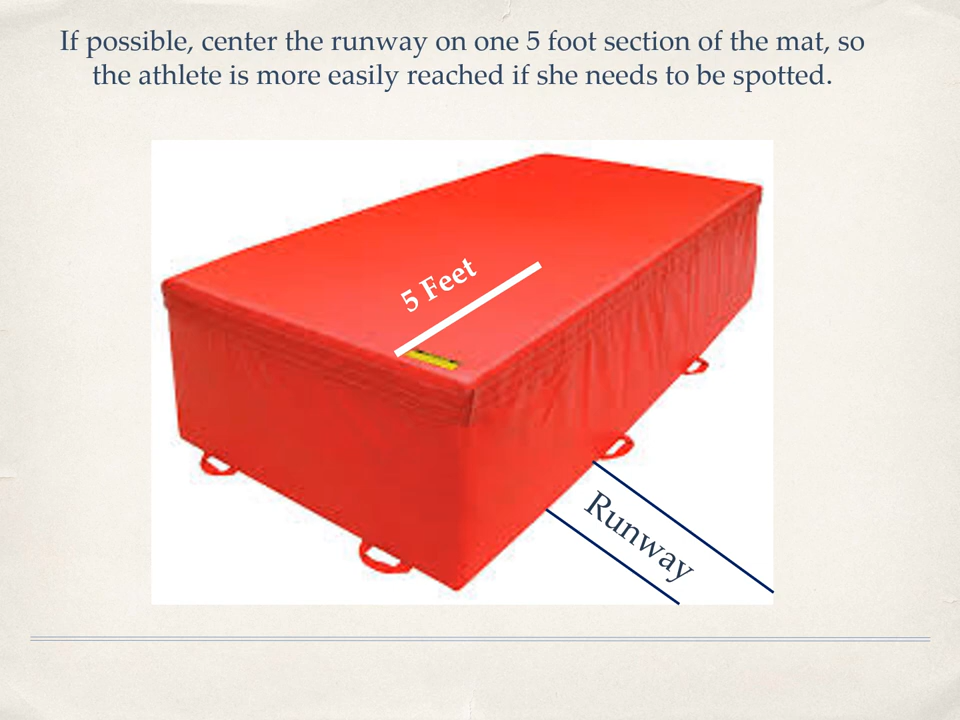 If possible, center the runway on one 5 foot section of the mat, so
the athlete is more easily reached if she needs to be spotted.
5 Feet
Runway